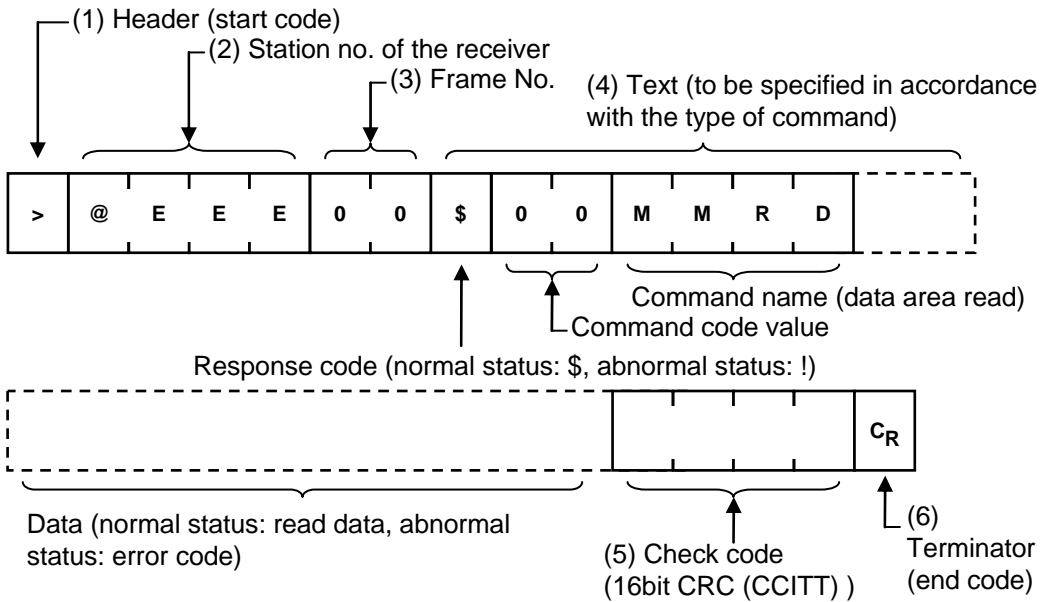 (1) Header (start code)
(2) Station no. of the receiver
(3) Frame No.
(4) Text (to be specified in accordance
with the type of command)
> @ E E E 0 0 $ 0 0 M M R D
Command name (data area read)
Command code value
Response code (normal status: $, abnormal status: !)
CR
Data (normal status: read data, abnormal
status: error code)
(5) Check code
(16bit CRC (CCITT) )
(6)
Terminator
(end code)